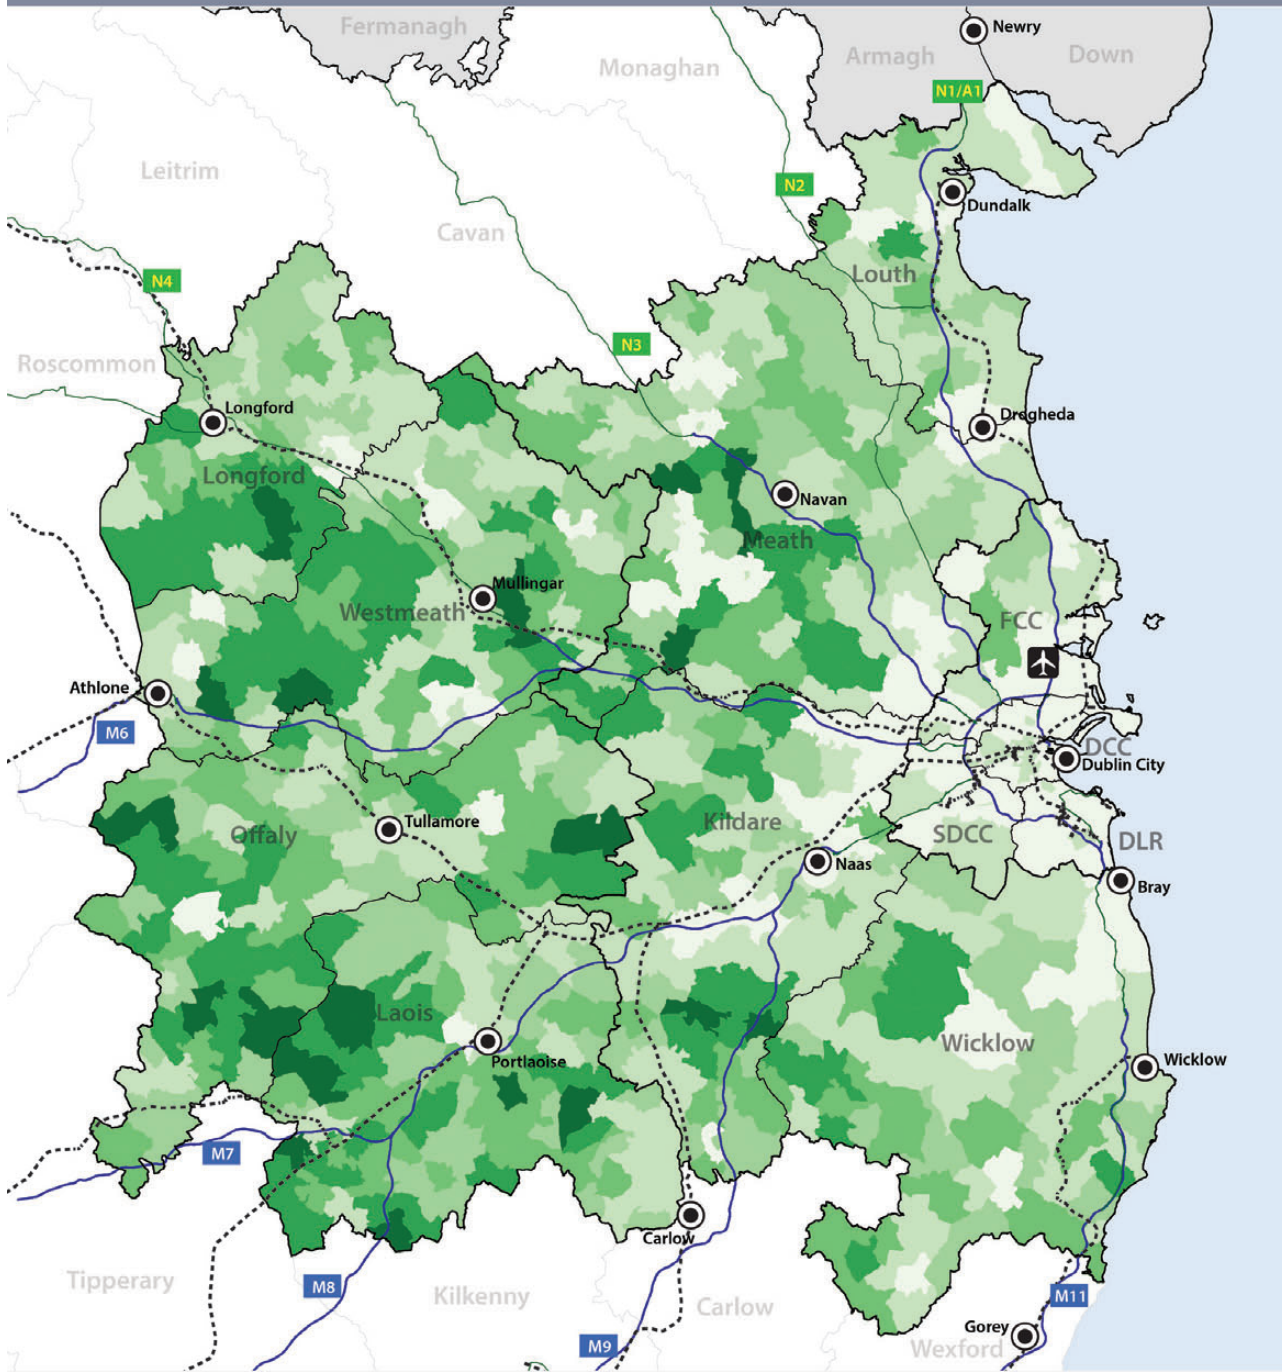 Fermanagh
Newry
Armagh
Down
Monaghan
N1/A1
Leitrim
N2
Dundalk
Cavan
Louth
N4
N3
Roscommon
Longford
Drogheda
Longford
Navan
Meath
Mullingar
Westmeath
FCC
Athlone
M6
DCC
Dublin City
Tullamore
Kildare
Offaly
SDCC
DLR
Naas
Bray
Laois
Wicklow
Portlaoise
Wicklow
M7
Carlow
Tipperary
M8
Kilkenny
Carlow
M11
Gorey
M9
Wexford